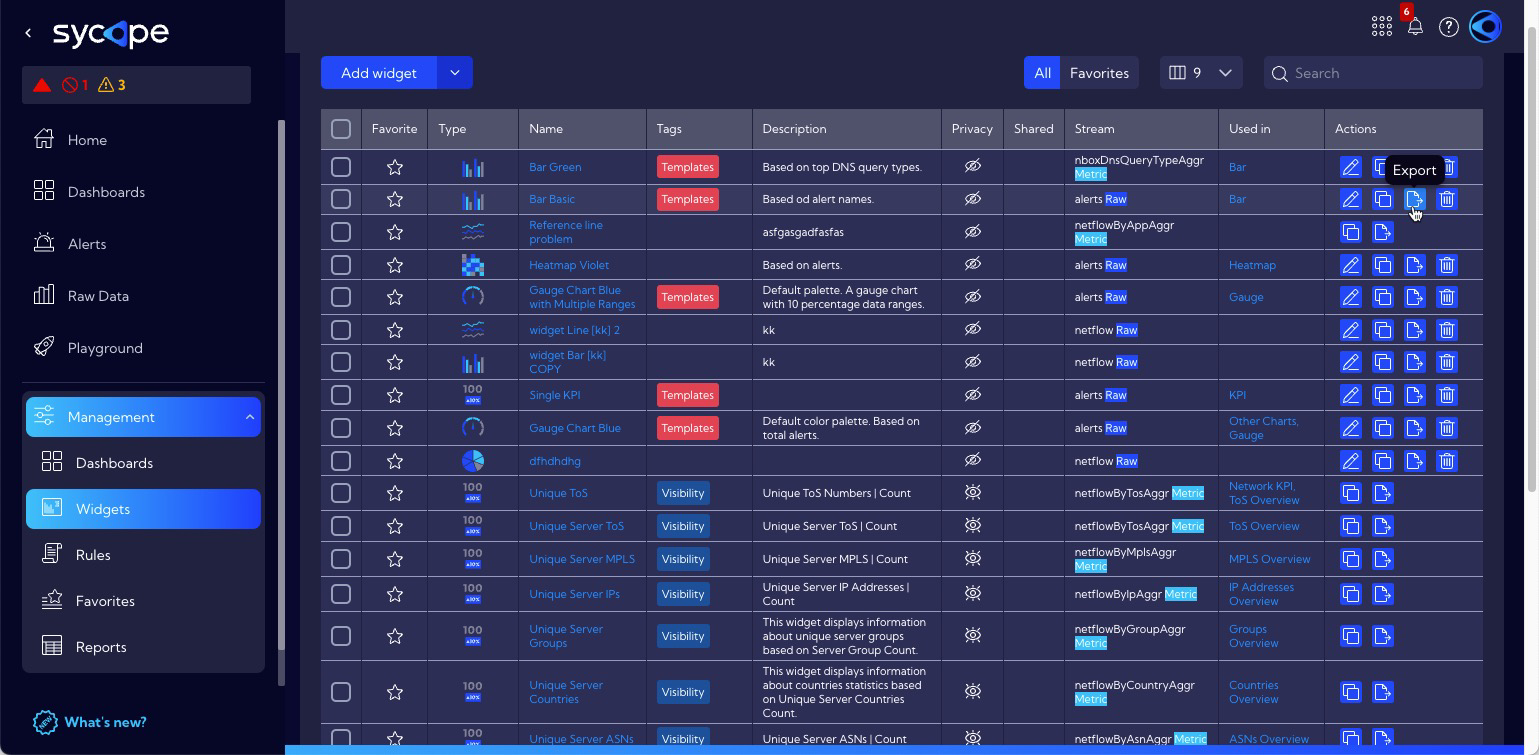 sycope
1 3
Home
Dashboards
Alerts
Raw Data
Playground
Management
Dashboards
Widgets
Rules
Favorites
Reports
What's new?
6
Add widget
All Favorites 9 Search
Favorite Type Name Tags Description Privacy Shared Stream Used in Actions
Bar Green Templates Based on top DNS query types. nboxDnsQueryTypeAggr Bar
Metric
Export
Bar Basic Templates Based od alert names. alerts Raw Bar
Reference line asfgasgadfasfas netflowByAppAggr
problem Metric
Heatmap Violet Based on alerts. alerts Raw Heatmap
Gauge Chart Blue Templates Default palette. A gauge chart alerts Raw Gauge
with Multiple Ranges with 10 percentage data ranges.
widget Line [kk] 2 kk netflow Raw
widget Bar [kk] kk netflow Raw
COPY
100 Single KPI Templates alerts Raw KPI
▲10%
Gauge Chart Blue Templates Default color palette. Based on alerts Raw Other Charts,
total alerts. Gauge
dfhdhdhg netflow Raw
100 Unique ToS Visibility Unique ToS Numbers | Count netflowByTosAggr Metric Network KPI,
▲10% ToS Overview
100 Unique Server ToS Visibility Unique Server ToS | Count netflowByTosAggr Metric ToS Overview
▲10%
100 Unique Server MPLS Visibility Unique Server MPLS | Count netflowByMplsAggr MPLS Overview
▲10% Metric
100 Unique Server IPs Visibility Unique Server IP Addresses | netflowByIpAggr Metric IP Addresses
▲10% Count Overview
100 Unique Server Visibility This widget displays information netflowByGroupAggr Groups
▲10% Groups about unique server groups Metric Overview
based on Server Group Count.
100 Unique Server Visibility This widget displays information netflowByCountryAggr Countries
▲10% Countries about countries statistics based Metric Overview
on Unique Server Countries
Count.
100 Unique Server ASNs Visibility Unique Server ASNs | Count netflowByAsnAggr Metric ASNs Overview